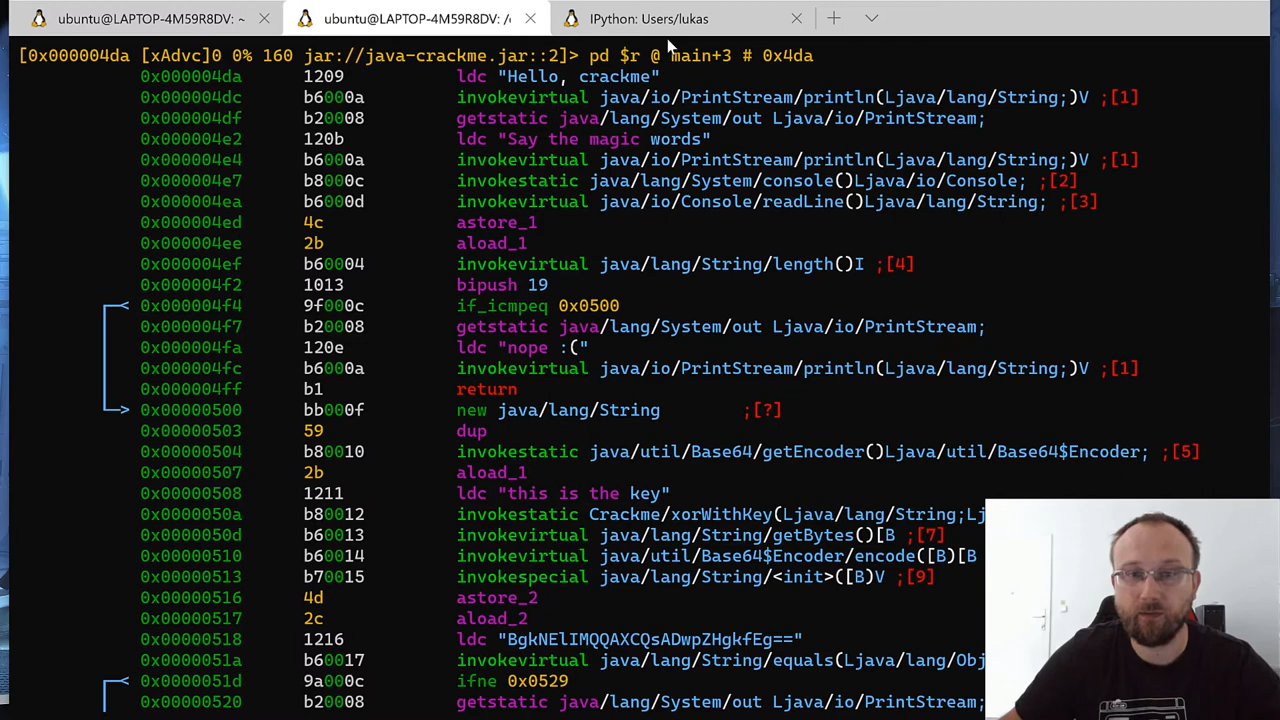 ubuntu@LAPTOP-4M59R8DV: ~
ubuntu@LAPTOP-4M59R8DV: /c
IPython: Users/lukas
[0x000004da [xAdvc]0 0% 160 jar://java-crackme.jar::2]> pd $r @ main+3 # 0x4da
0x000004da 1209 ldc "Hello, crackme"
0x000004dc b6000a invokevirtual java/io/PrintStream/println(Ljava/lang/String;)V ;[1]
0x000004df b20008 getstatic java/lang/System/out Ljava/io/PrintStream;
0x000004e2 120b ldc "Say the magic words"
0x000004e4 b6000a invokevirtual java/io/PrintStream/println(Ljava/lang/String;)V ;[1]
0x000004e7 b8000c invokestatic java/lang/System/console()Ljava/io/Console; ;[2]
0x000004ea b6000d invokevirtual java/io/Console/readLine()Ljava/lang/String; ;[3]
0x000004ed 4c astore_1
0x000004ee 2b aload_1
0x000004ef b60004 invokevirtual java/lang/String/length()I ;[4]
0x000004f2 1013 bipush 19
0x000004f4 9f000c if_icmpeq 0x0500
0x000004f7 b20008 getstatic java/lang/System/out Ljava/io/PrintStream;
0x000004fa 120e ldc "nope :("
0x000004fc b6000a invokevirtual java/io/PrintStream/println(Ljava/lang/String;)V ;[1]
0x000004ff b1 return
0x00000500 bb000f new java/lang/String ;[?]
0x00000503 59 dup
0x00000504 b80010 invokestatic java/util/Base64/getEncoder()Ljava/util/Base64$Encoder; ;[5]
0x00000507 2b aload_1
0x00000508 1211 ldc "this is the key"
0x0000050a b80012 invokestatic Crackme/xorWithKey(Ljava/lang/String;Lj
0x0000050d b60013 invokevirtual java/lang/String/getBytes()[B ;[7]
0x00000510 b60014 invokevirtual java/util/Base64$Encoder/encode([B)[B
0x00000513 b70015 invokespecial java/lang/String/<init>([B)V ;[9]
0x00000516 4d astore_2
0x00000517 2c aload_2
0x00000518 1216 ldc "BgkNElIMQQAXCQsADwpZHgkfEg=="
0x0000051a b60017 invokevirtual java/lang/String/equals(Ljava/lang/Obj
0x0000051d 9a000c ifne 0x0529
0x00000520 b20008 getstatic java/lang/System/out Ljava/io/PrintStream;